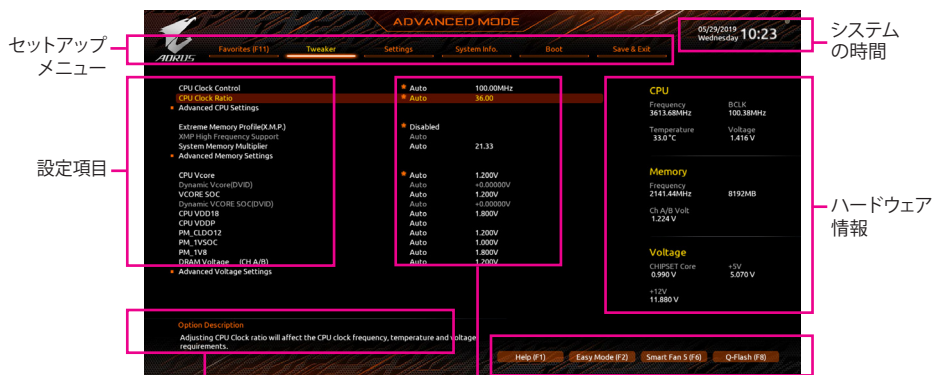 セットアップ
メニュー
設定項目
システム
の時間
ハードウェア
情報
AORUS
ADVANCED MODE
05/29/2019
Wednesday
10:23
Favorites (F11) Tweaker Settings System Info. Boot Save & Exit
CPU Clock Control Auto 100.00MHz
CPU Clock Ratio Auto 36.00
Advanced CPU Settings
Extreme Memory Profile(X.M.P.) Disabled
XMP High Frequency Support Auto
System Memory Multiplier Auto 21.33
Advanced Memory Settings
CPU Vcore Auto 1.200V
Dynamic Vcore(DVID) Auto +0.00000V
VCORE SOC Auto 1.200V
Dynamic VCORE SOC(DVID) Auto +0.00000V
CPU VDD18 Auto 1.800V
CPU VDDP Auto
PM_CLDO12 Auto 1.200V
PM_1VSOC Auto 1.000V
PM_1V8 Auto 1.800V
DRAM Voltage (CH A/B) Auto 1.200V
Advanced Voltage Settings
CPU
Frequency BCLK
3613.68MHz 100.38MHz
Temperature Voltage
33.0 °C 1.416 V
Memory
Frequency
2141.44MHz 8192MB
Ch A/B Volt
1.224 V
Voltage
CHIPSET Core +5V
0.990 V 5.070 V
+12V
11.880 V
Option Description
Adjusting CPU Clock ratio will affect the CPU clock frequency, temperature and voltage
requirements.
Help (F1) Easy Mode (F2) Smart Fan 5 (F6) Q-Flash (F8)